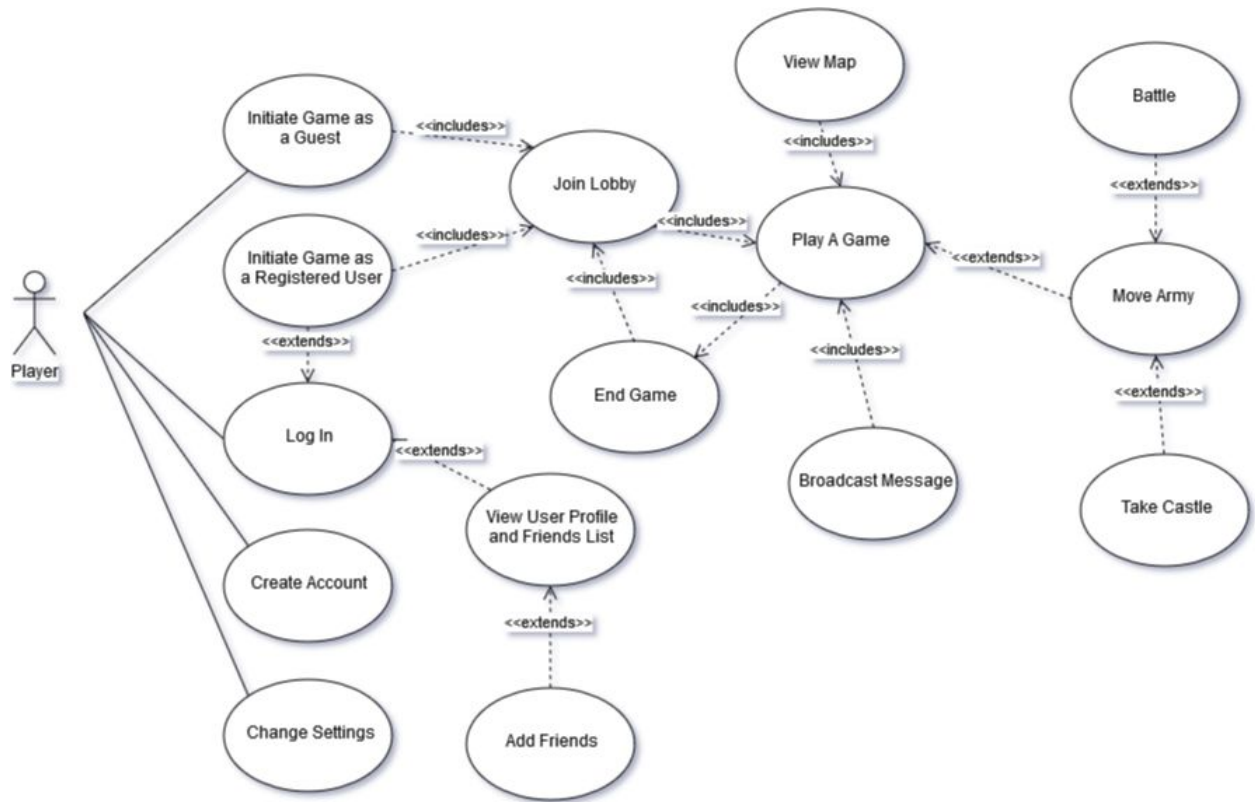 View Map
Battle
Initiate Game as
a Guest
<<includes>>
<<includes>>
Join Lobby
<<extends>>
<<includes>>
Play A Game
<<includes>>
Initiate Game as
a Registered User
<<extends>>
Move Army
<<includes>>
<<includes>>
<<extends>>
<<includes>>
Player
<<extends>>
End Game
Log In
<<extends>>
Broadcast Message
Take Castle
View User Profile
and Friends List
Create Account
<<extends>>
Change Settings
Add Friends